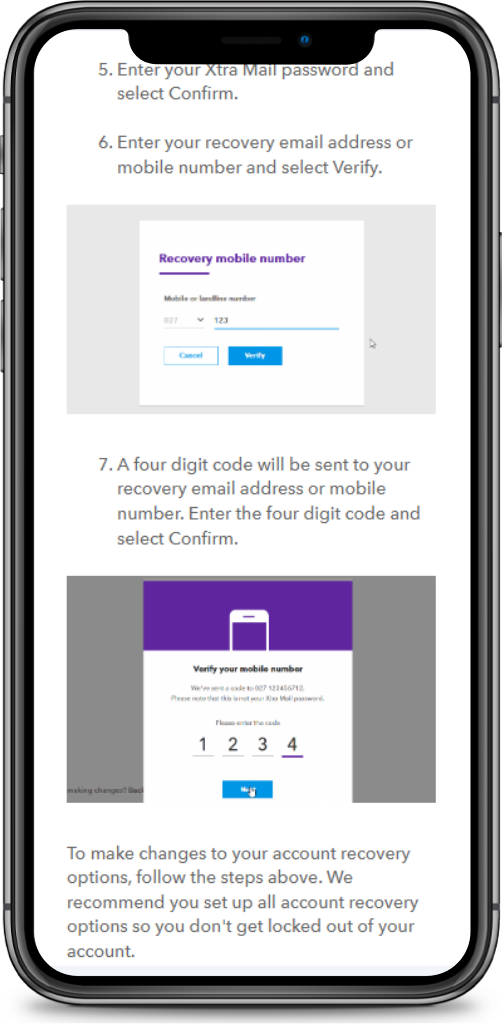 5. Enter your Xtra Mail password and
select Confirm.
6. Enter your recovery email address or
mobile number and select Verify.
Recovery mobile number
Mobile or landline number
027 123
Cancel Verify
7. A four digit code will be sent to your
recovery email address or mobile
number. Enter the four digit code and
select Confirm.
Verify your mobile number
We've sent a code to 027 123456712.
Please note that this is not your Xtra Mail password.
Please enter the code
1 2 3 4
making changes? Back
To make changes to your account recovery
options, follow the steps above. We
recommend you set up all account recovery
options so you don't get locked out of your
account.